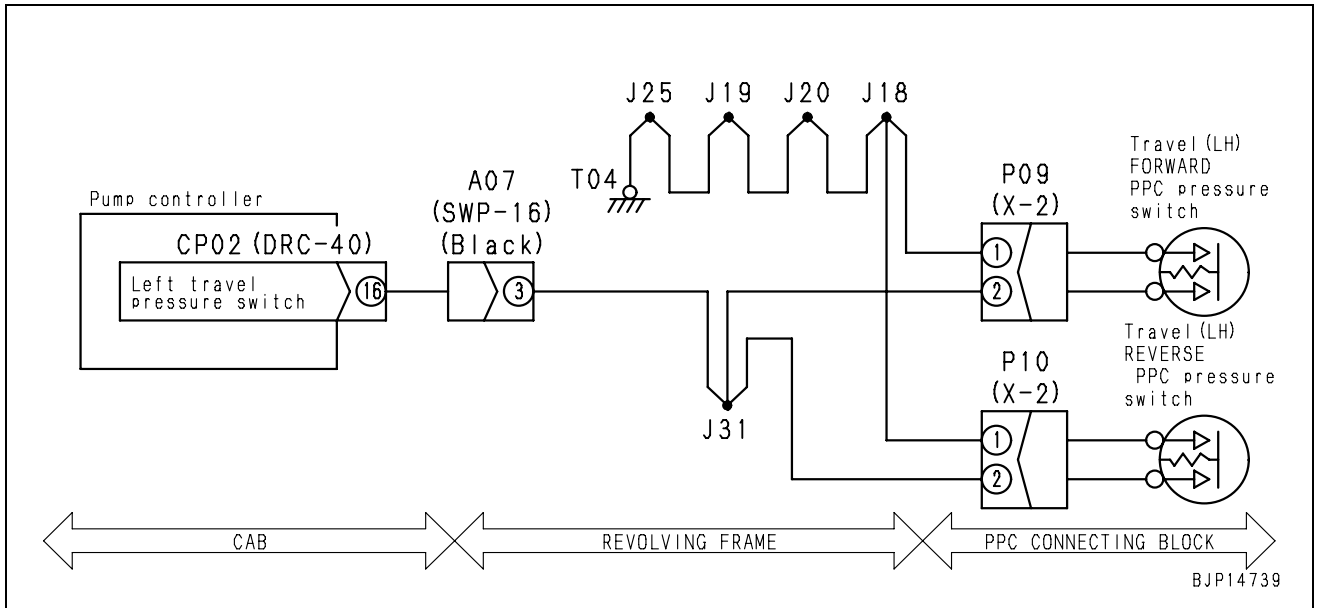 J25 J19 J20 J18
T04
Travel (LH)
FORWARD
PPC pressure
switch
P09
(X-2)
1
2
A07
(SWP-16)
(Black)
3
Pump controller
CP02 (DRC-40)
Left travel
pressure switch
16
J31
Travel (LH)
REVERSE
PPC pressure
switch
P10
(X-2)
1
2
CAB
REVOLVING FRAME
PPC CONNECTING BLOCK
BJP14739